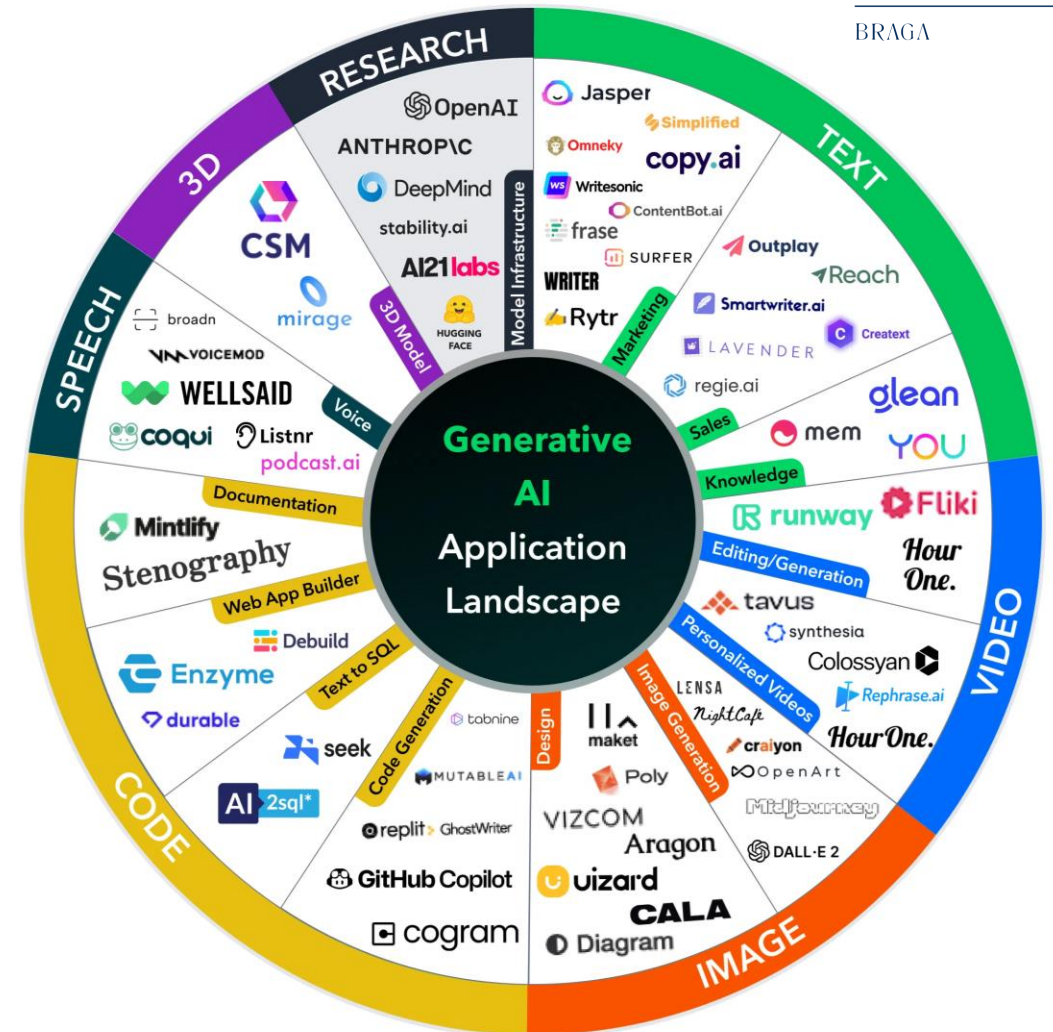 BRAGA
RESEARCH
OpenAI
ANTHROP\C
DeepMind
stability.ai
AI21labs
HUGGING
FACE
Model Infrastructure
TEXT
Jasper
Simplified
Omneky
copy.ai
WS Writesonic
ContentBot.ai
frase
SURFER
WRITER
Rytr
Marketing
Outplay
Reach
Smartwriter.ai
C Creatext
LAVENDER
regie.ai
Sales
glean
mem
YOU
Knowledge
VIDEO
runway
Fliki
Hour
One.
Editing/Generation
tavus
synthesia
Colossyan
Rephrase.ai
HourOne.
Personalized Videos
IMAGE
LENSA
NightCafe
craiyon
OpenArt
Midjourney
DALL·E 2
Image Generation
maket
Poly
VIZCOM
Aragon
uizard
CALA
Diagram
Design
CODE
tabnine
MUTABLEAI
replit GhostWriter
GitHub Copilot
cogram
Code Generation
seek
AI 2sql*
Text to SQL
Debuild
Enzyme
durable
Web App Builder
Mintlify
Stenography
Documentation
SPEECH
broadn
VOICEMOD
WELLSAID
coqui
Listnr
podcast.ai
Voice
3D
CSM
mirage
3D Model
Generative
AI
Application
Landscape